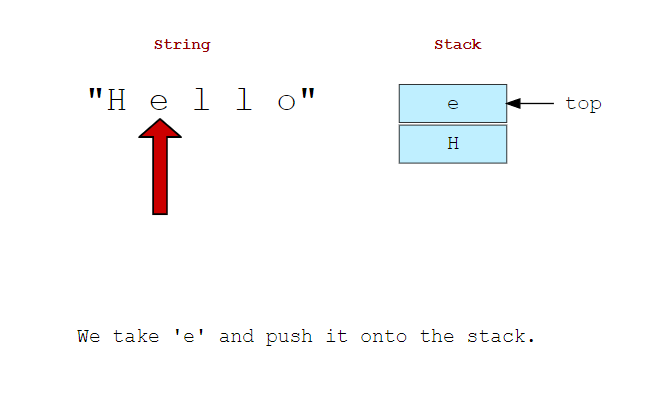 String
Stack
"H e l l o"
e
top
H
We take 'e' and push it onto the stack.